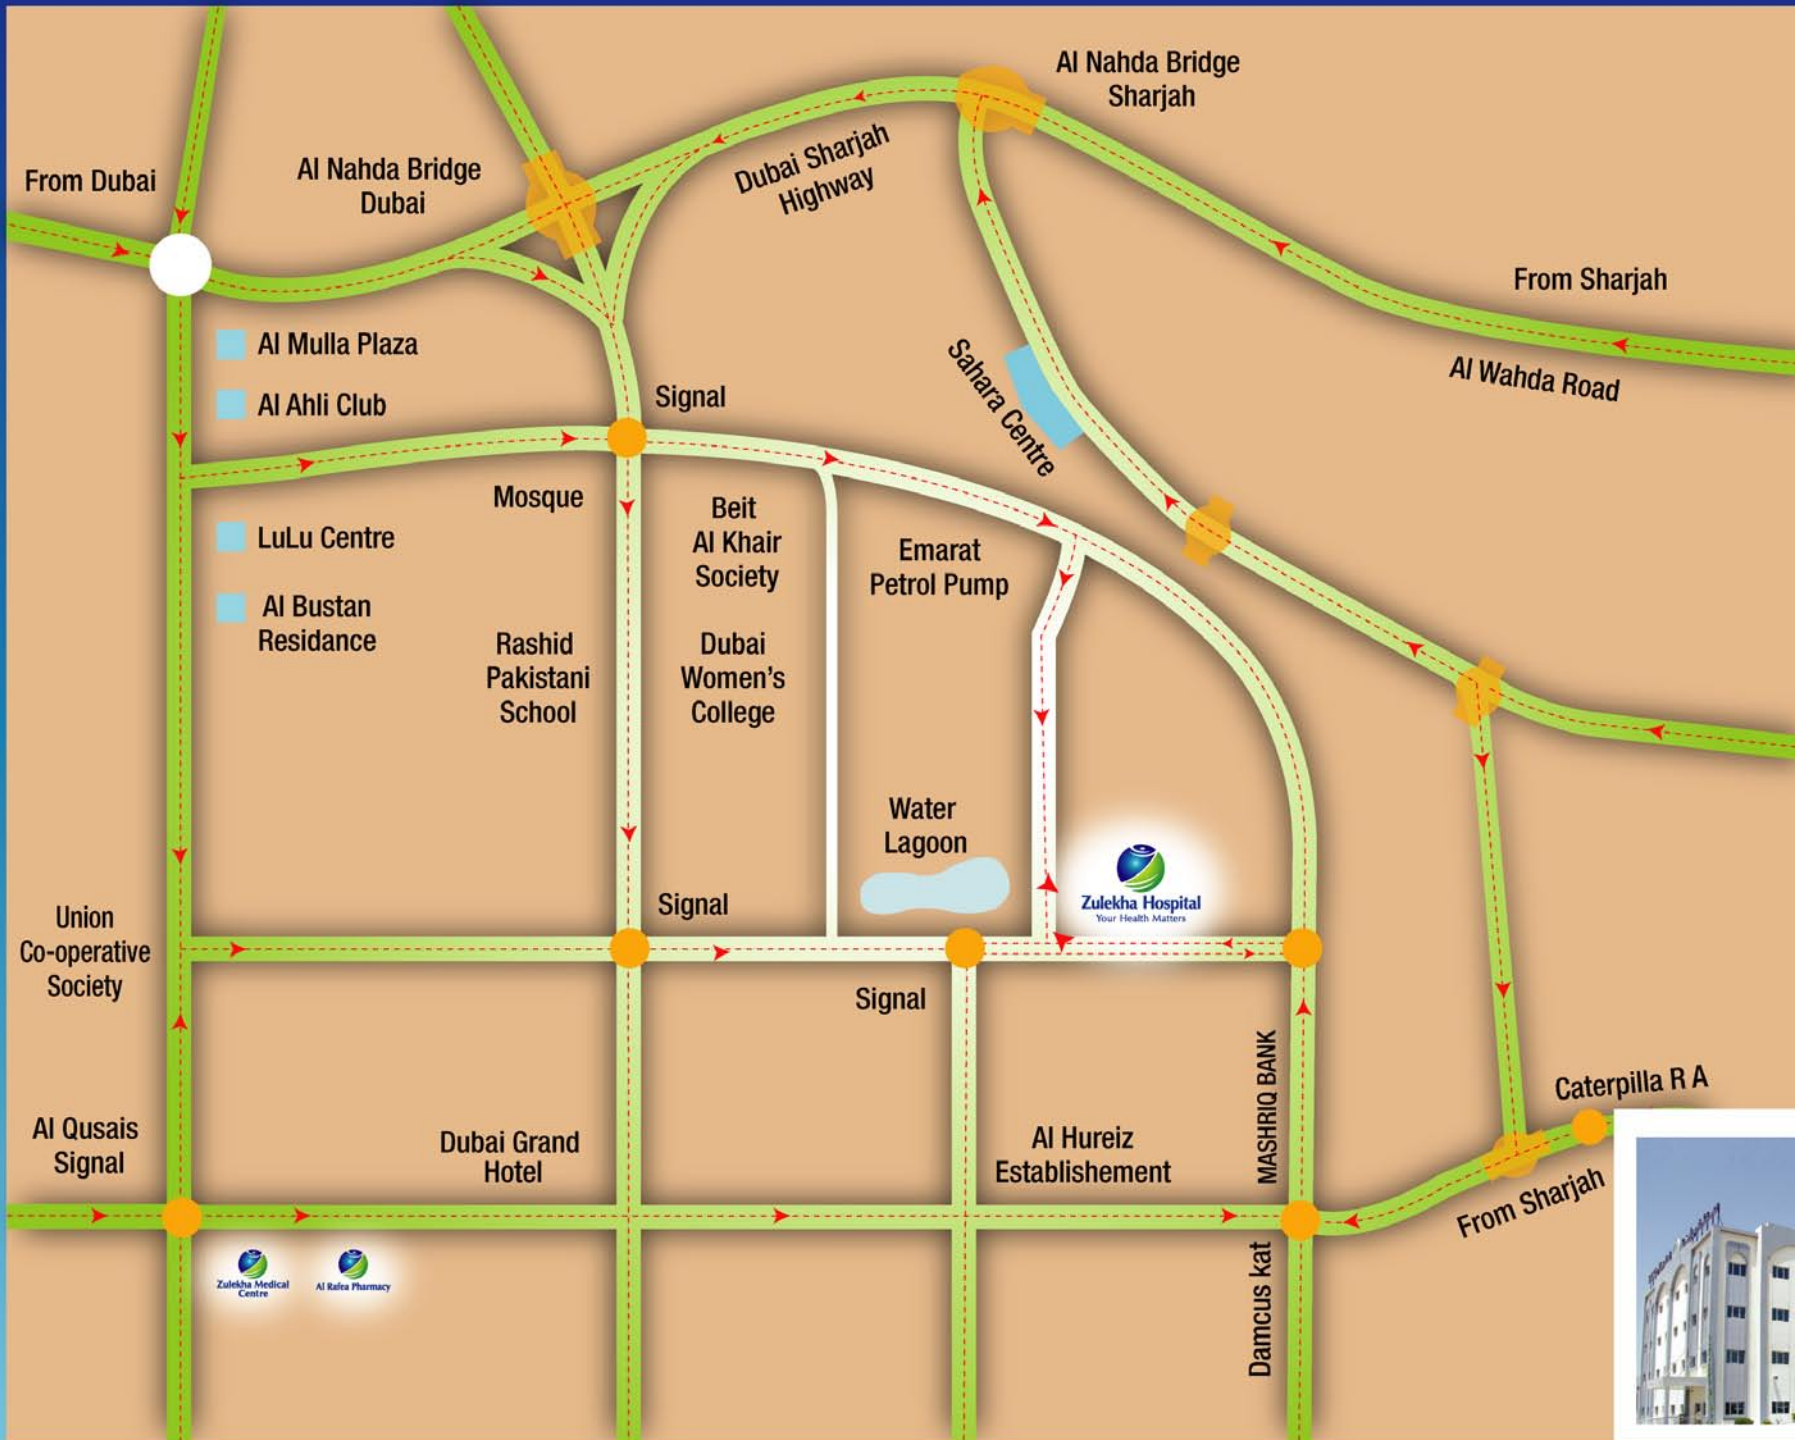 Al Nahda Bridge
Sharjah
From Dubai
Al Nahda Bridge
Dubai
Dubai Sharjah
Highway
From Sharjah
Al Wahda Road
Al Mulla Plaza
Al Ahli Club
Signal
Sahara Centre
Mosque
Beit
Al Khair
Society
Emarat
Petrol Pump
LuLu Centre
Al Bustan
Residance
Rashid
Pakistani
School
Dubai
Women's
College
Water
Lagoon
Zulekha Hospital
Your Health Matters
Signal
Union
Co-operative
Society
Signal
MASHRIQ BANK
Caterpilla R A
Al Qusais
Signal
Dubai Grand
Hotel
Al Hureiz
Establishement
From Sharjah
Damcus kat
Zulekha Medical
Centre
Al Rafea Pharmacy